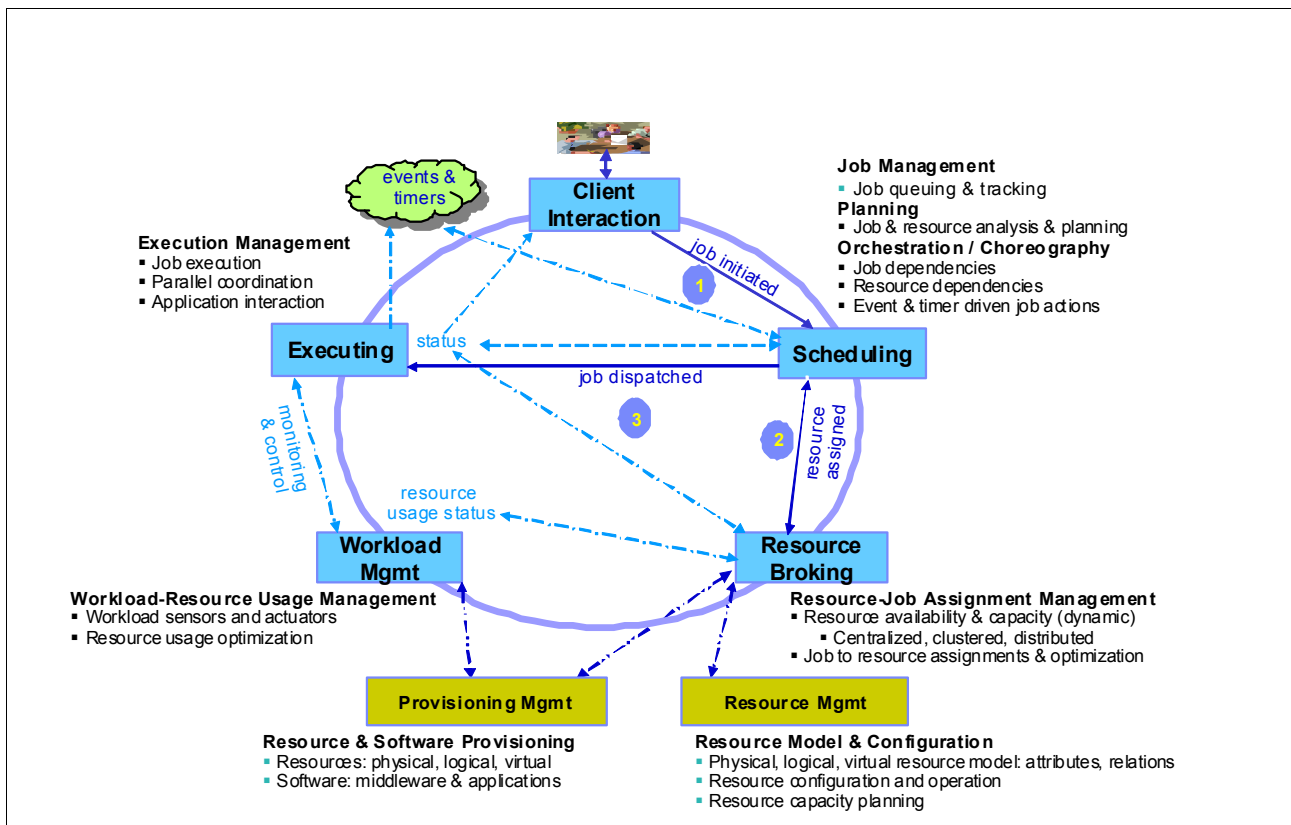 events &
timers
Client
Interaction
Job Management
Job queuing & tracking
Planning
Job & resource analysis & planning
Orchestration / Choreography
Job dependencies
Resource dependencies
Event & timer driven job actions
Execution Management
Job execution
Parallel coordination
Application interaction
job initiated
1
Executing
status
Scheduling
job dispatched
3
2
resource
assigned
monitoring
& control
resource
usage status
Workload
Mgmt
Resource
Broking
Workload-Resource Usage Management
Workload sensors and actuators
Resource usage optimization
Resource-Job Assignment Management
Resource availability & capacity (dynamic)
Centralized, clustered, distributed
Job to resource assignments & optimization
Provisioning Mgmt
Resource Mgmt
Resource & Software Provisioning
Resources: physical, logical, virtual
Software: middleware & applications
Resource Model & Configuration
Physical, logical, virtual resource model: attributes, relations
Resource configuration and operation
Resource capacity planning